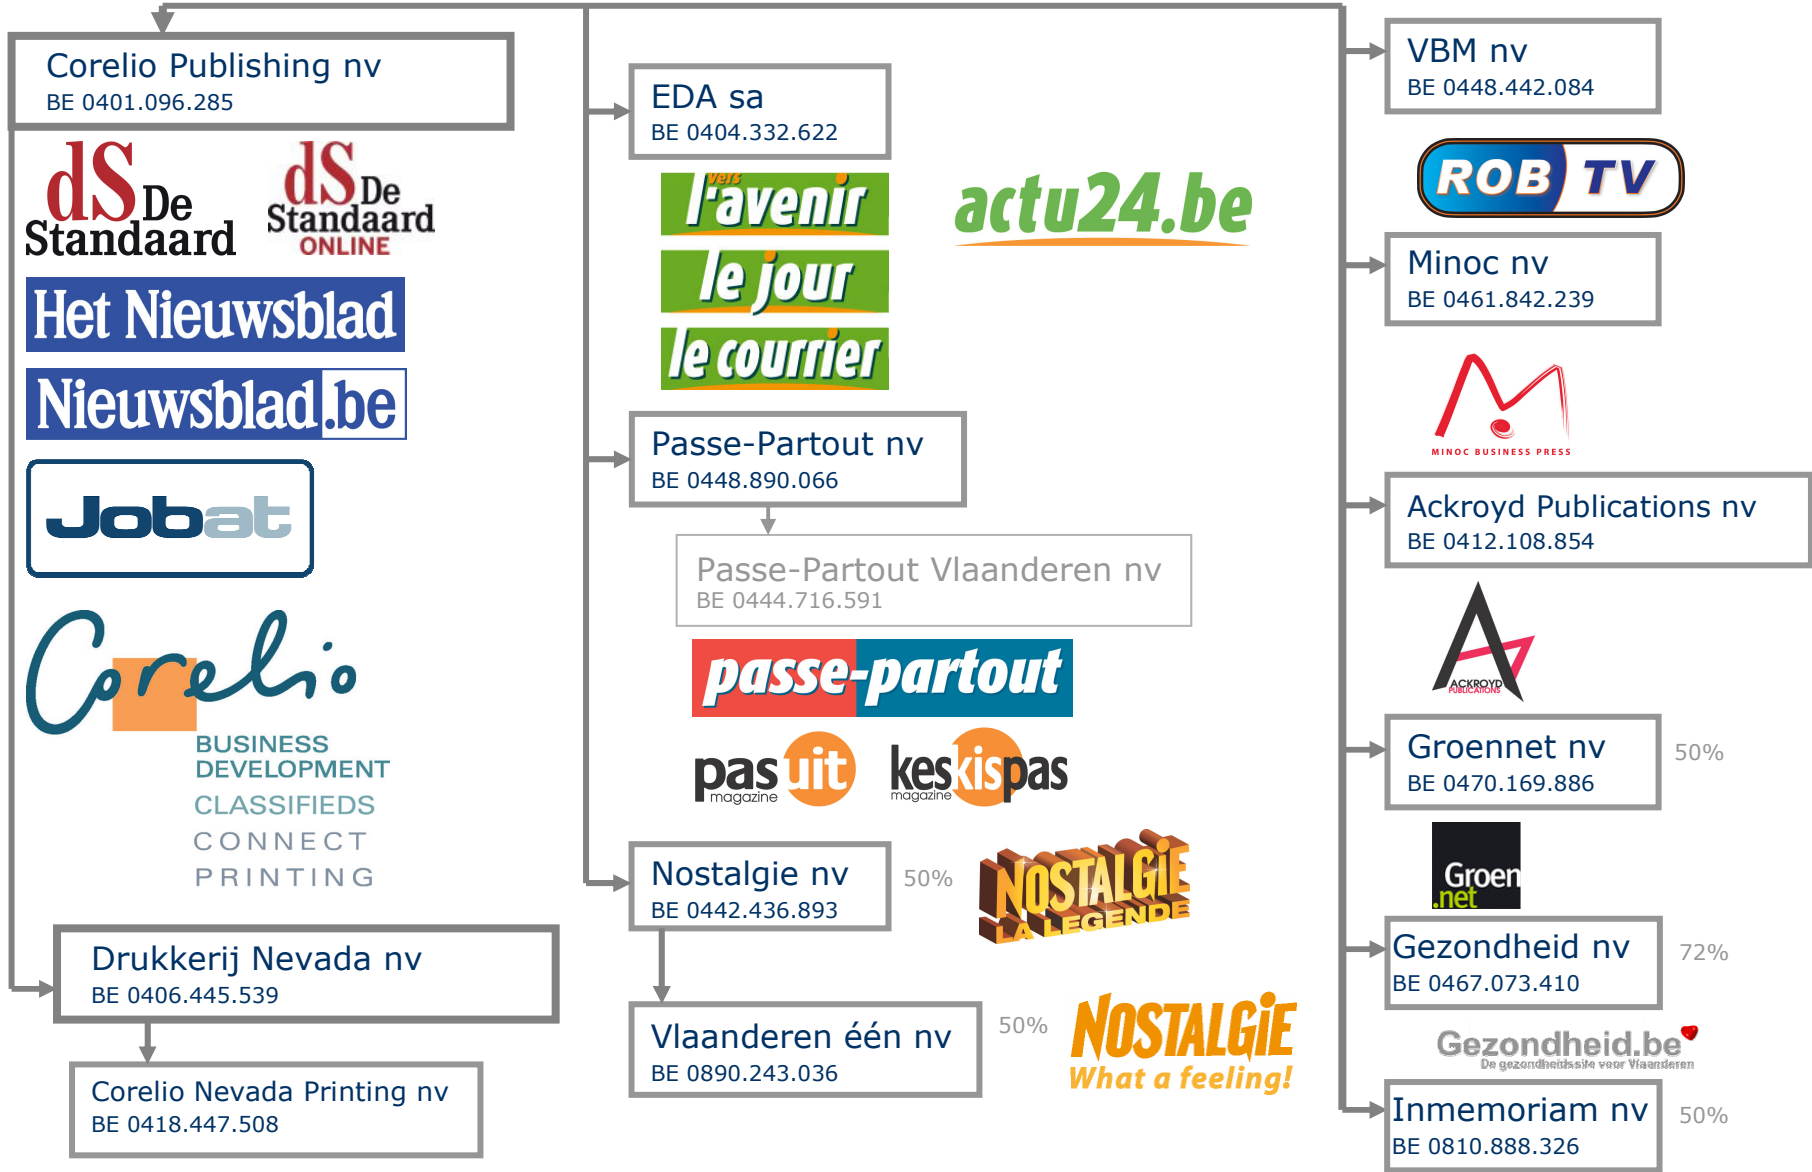 Corelio Publishing nv
BE 0401.096.285
dS De
Standaard
dS De
Standaard
ONLINE
Het Nieuwsblad
Nieuwsblad.be
Jobat
Corelio
BUSINESS
DEVELOPMENT
CLASSIFIEDS
CONNECT
PRINTING
Drukkerij Nevada nv
BE 0406.445.539
Corelio Nevada Printing nv
BE 0418.447.508
EDA sa
BE 0404.332.622
vers
l'avenir
actu24.be
le jour
le courrier
Passe-Partout nv
BE 0448.890.066
Passe-Partout Vlaanderen nv
BE 0444.716.591
passe-partout
pas uit
magazine
keskispas
magazine
Nostalgie nv
BE 0442.436.893
50%
NOSTALGiE
LA LEGENDE
Vlaanderen één nv
BE 0890.243.036
50%
NOSTALGiE
What a feeling!
VBM nv
BE 0448.442.084
ROB TV
Minoc nv
BE 0461.842.239
MINOC BUSINESS PRESS
Ackroyd Publications nv
BE 0412.108.854
ACKROYD
PUBLICATIONS
Groennet nv
BE 0470.169.886
50%
Groen
.net
Gezondheid nv
BE 0467.073.410
72%
Gezondheid.be
De gezondheidssite voor Vlaanderen
Inmemoriam nv
BE 0810.888.326
50%